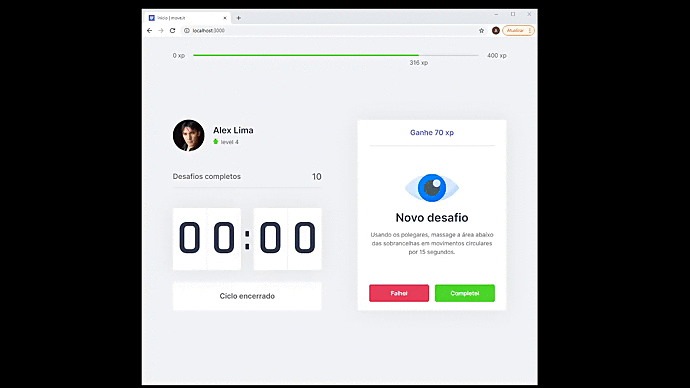 Início | move.it
localhost:3000
Atualizar
0 xp
400 xp
316 xp
Alex Lima
level 4
Desafios completos
10
00:00
Ciclo encerrado
Ganhe 70 xp
Novo desafio
Usando os polegares, massage a área abaixo
das sobrancelhas em movimentos circulares
por 15 segundos.
Falhei
Completei